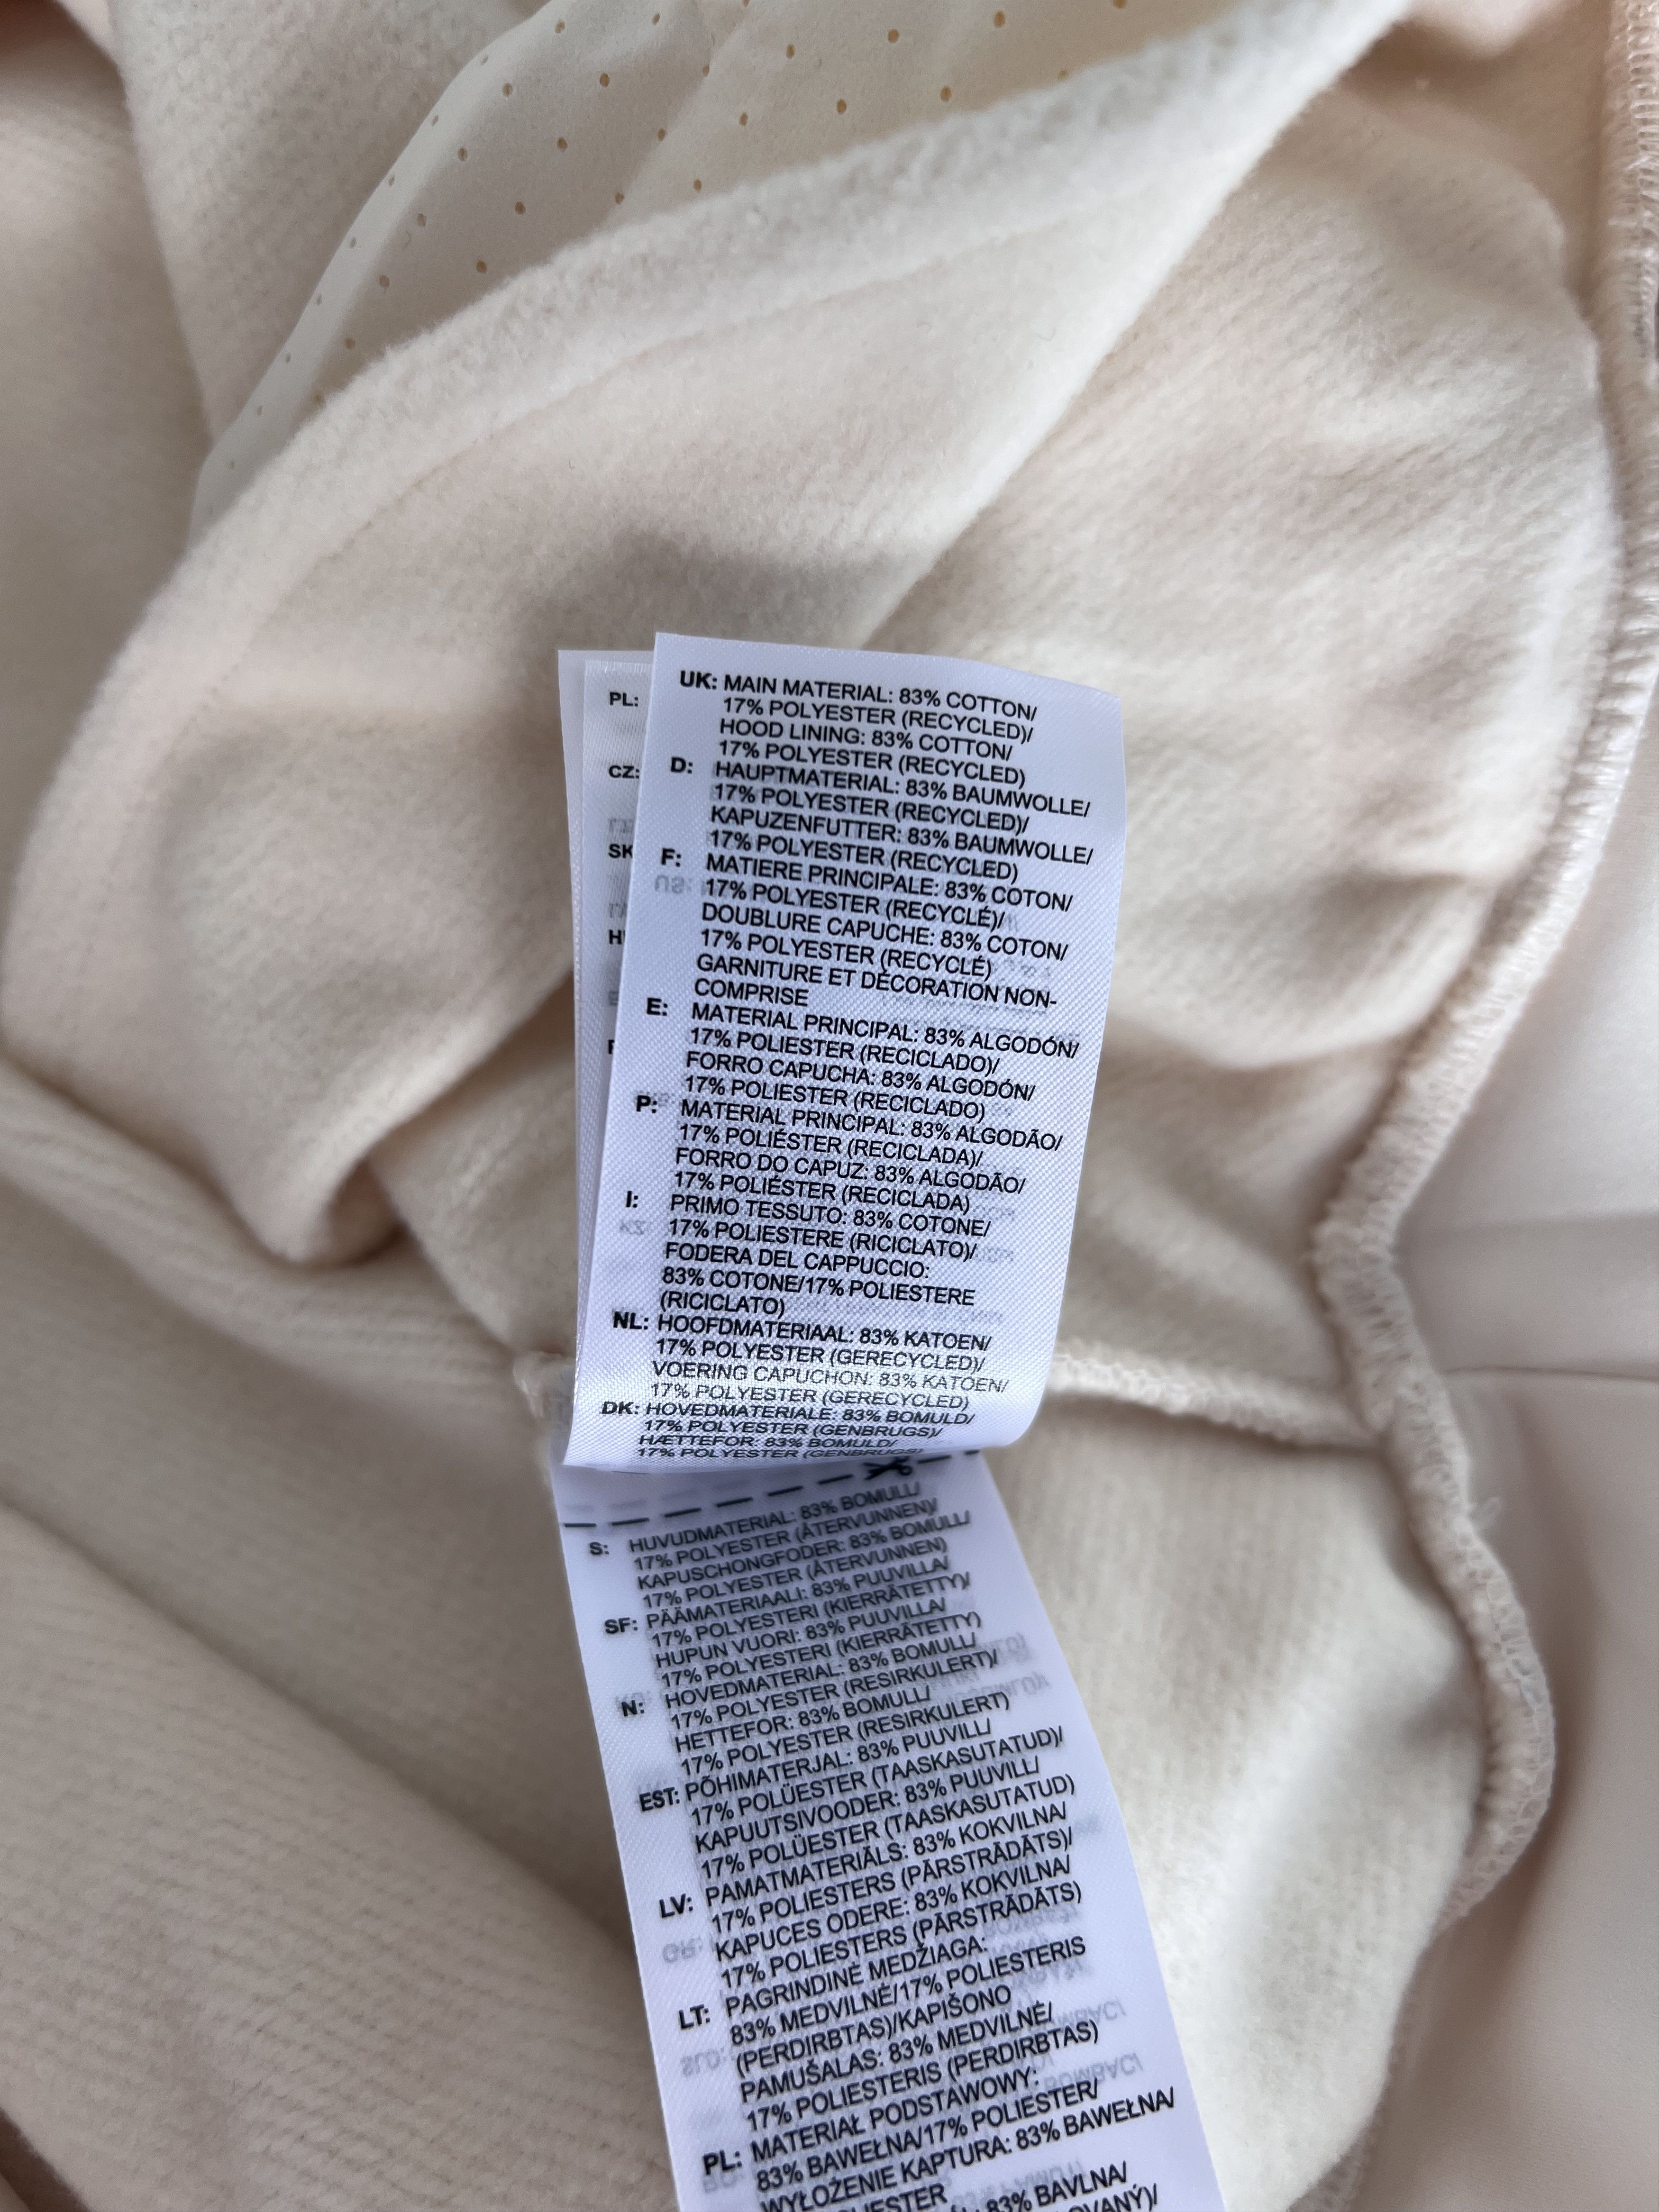 UK: MAIN MATERIAL: 83% COTTON/
17% POLYESTER (RECYCLED)/
HOOD LINING: 83% COTTON/
17% POLYESTER (RECYCLED)
D: HAUPTMATERIAL: 83% BAUMWOLLE/
17% POLYESTER (RECYCLED)/
KAPUZENFUTTER: 83% BAUMWOLLE/
17% POLYESTER (RECYCLED)
F: MATIERE PRINCIPALE: 83% COTON/
17% POLYESTER (RECYCLÉ)/
DOUBLURE CAPUCHE: 83% COTON/
17% POLYESTER (RECYCLÉ)
GARNITURE ET DÉCORATION NON-
COMPRISE
E: MATERIAL PRINCIPAL: 83% ALGODÓN/
17% POLIESTER (RECICLADO)/
FORRO CAPUCHA: 83% ALGODÓN/
17% POLIESTER (RECICLADO)
P: MATERIAL PRINCIPAL: 83% ALGODÃO/
17% POLIÉSTER (RECICLADA)/
FORRO DO CAPUZ: 83% ALGODÃO/
17% POLIÉSTER (RECICLADA)
I: PRIMO TESSUTO: 83% COTONE/
17% POLIESTERE (RICICLATO)/
FODERA DEL CAPPUCCIO:
83% COTONE/17% POLIESTERE
(RICICLATO)
NL: HOOFDMATERIAAL: 83% KATOEN/
17% POLYESTER (GERECYCLED)/
VOERING CAPUCHON: 83% KATOEN/
17% POLYESTER (GERECYCLED)
DK: HOVEDMATERIALE: 83% BOMULD/
17% POLYESTER (GENBRUGS)/
HÆTTEFOR: 83% BOMULD/
17% POLYESTER (GENBRUGS)
PL:
CZ:
SK
S: HUVUDMATERIAL: 83% BOMULL/
17% POLYESTER (ÅTERVUNNEN)/
KAPUSCHONGFODER: 83% BOMULL/
17% POLYESTER (ÅTERVUNNEN)
SF: PÄÄMATERIAALI: 83% PUUVILLA/
17% POLYESTERI (KIERRÄTETTY)/
HUPUN VUORI: 83% PUUVILLA/
17% POLYESTERI (KIERRÄTETTY)
N: HOVEDMATERIAL: 83% BOMULL/
17% POLYESTER (RESIRKULERT)/
HETTEFOR: 83% BOMULL/
17% POLYESTER (RESIRKULERT)
EST: PÕHIMATERJAL: 83% PUUVILL/
17% POLÜESTER (TAASKASUTATUD)/
KAPUUTSIVOODER: 83% PUUVILL/
17% POLÜESTER (TAASKASUTATUD)
LV: PAMATMATERIĀLS: 83% KOKVILNA/
17% POLIESTERS (PĀRSTRĀDĀTS)/
KAPUCES ODERE: 83% KOKVILNA/
17% POLIESTERS (PĀRSTRĀDĀTS)
LT: PAGRINDINĖ MEDŽIAGA:
83% MEDVILNĖ/17% POLIESTERIS
(PERDIRBTAS)/KAPIŠONO
PAMUŠALAS: 83% MEDVILNĖ/
17% POLIESTERIS (PERDIRBTAS)
PL: MATERIAŁ PODSTAWOWY:
83% BAWEŁNA/17% POLIESTER/
WYŁOŻENIE KAPTURA: 83% BAWEŁNA/
83% BAVLNA/